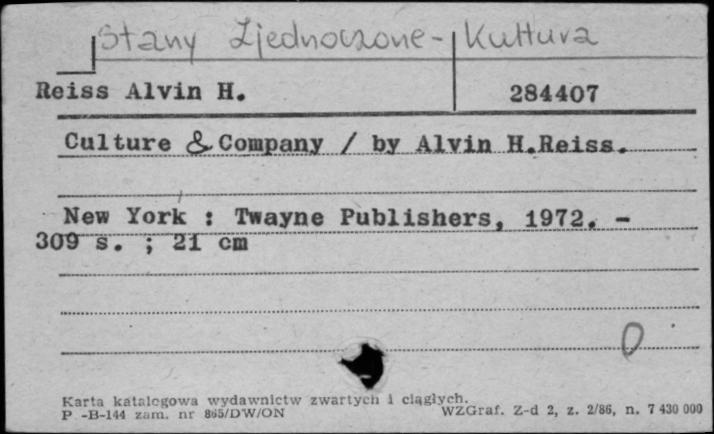 Stany Zjednoczone - Kultura
Reiss Alvin H. 284407
Culture & Company / by Alvin H.Reiss.
New York : Twayne Publishers, 1972. -
309 s. ; 21 cm
0
Karta katalogowa wydawnictw zwartych i ciągłych.
P -B-144 zam. nr 865/DW/ON WZGraf. Z-d 2, z. 2/86, n. 7 430 000